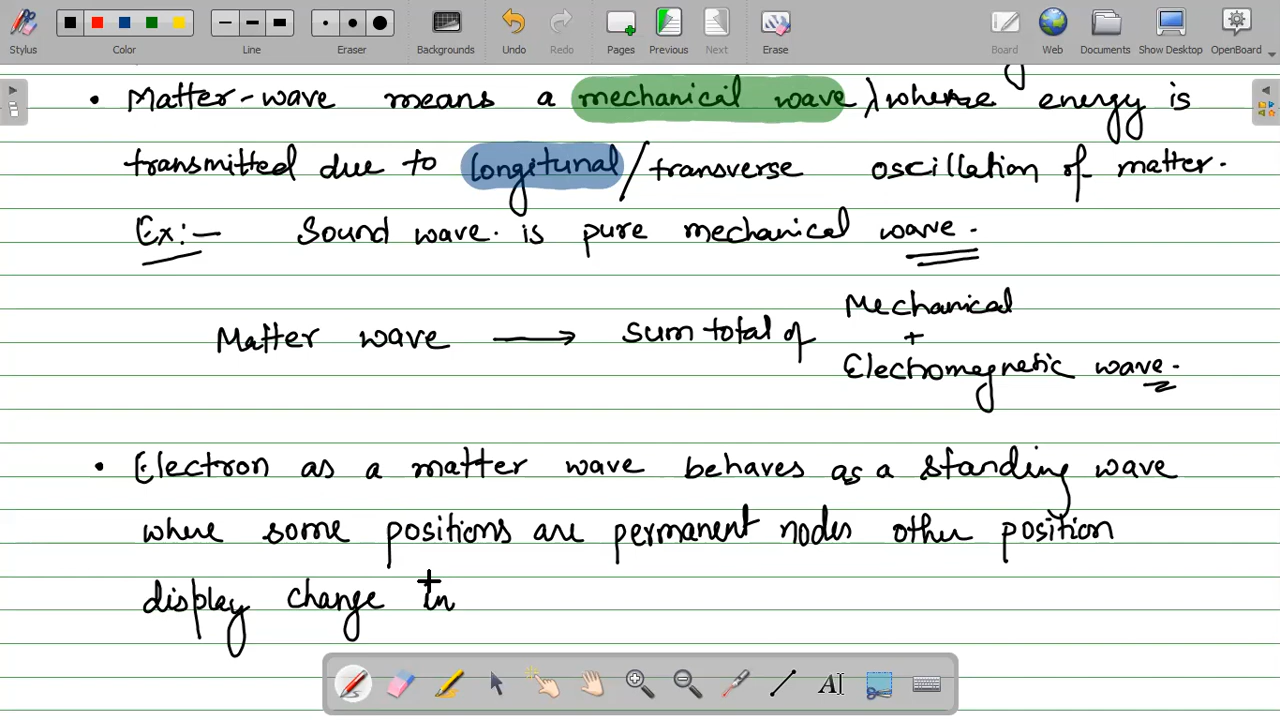 Stylus Color Line Eraser Backgrounds Undo Redo Pages Previous Next Erase Board Web Documents Show Desktop OpenBoard
• Matter-wave means a mechanical wave, where energy is
transmitted due to longitunal/transverse oscillation of matter.
Ex:- Sound wave. is pure mechanical wave.
Mechanical
Matter wave → sum total of +
Electromagnetic wave.
• Electron as a matter wave behaves as a standing wave
where some positions are permanent nodes other position
display change in